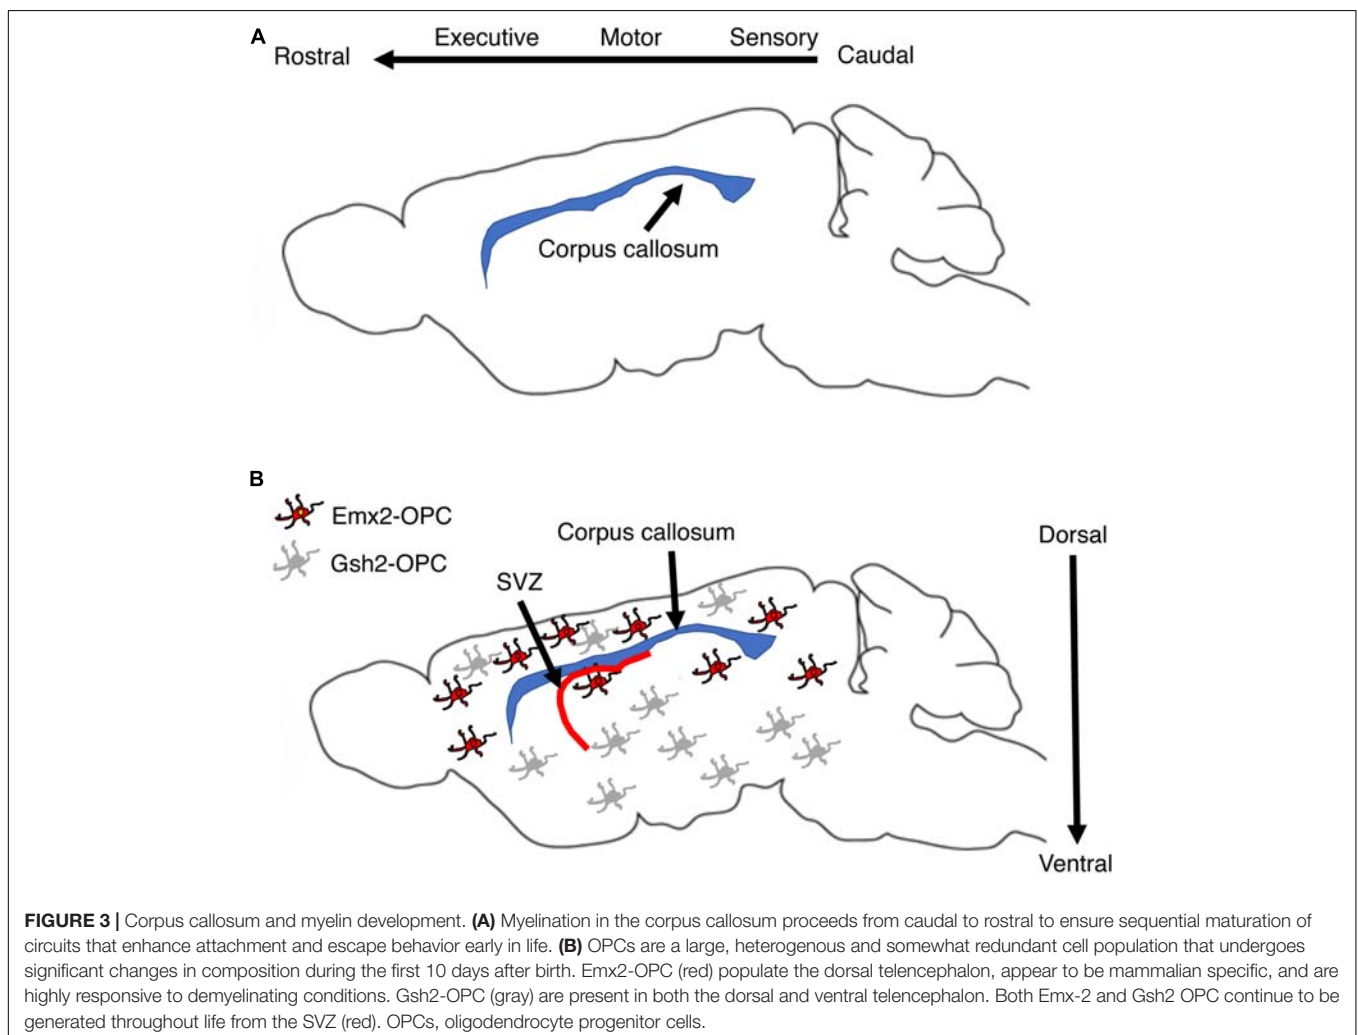 A
Executive Motor Sensory
Rostral Caudal
Corpus callosum
B
Emx2-OPC
Gsh2-OPC
Corpus callosum
SVZ
Dorsal
Ventral
FIGURE 3 | Corpus callosum and myelin development. (A) Myelination in the corpus callosum proceeds from caudal to rostral to ensure sequential maturation of
circuits that enhance attachment and escape behavior early in life. (B) OPCs are a large, heterogenous and somewhat redundant cell population that undergoes
significant changes in composition during the first 10 days after birth. Emx2-OPC (red) populate the dorsal telencephalon, appear to be mammalian specific, and are
highly responsive to demyelinating conditions. Gsh2-OPC (gray) are present in both the dorsal and ventral telencephalon. Both Emx-2 and Gsh2 OPC continue to be
generated throughout life from the SVZ (red). OPCs, oligodendrocyte progenitor cells.